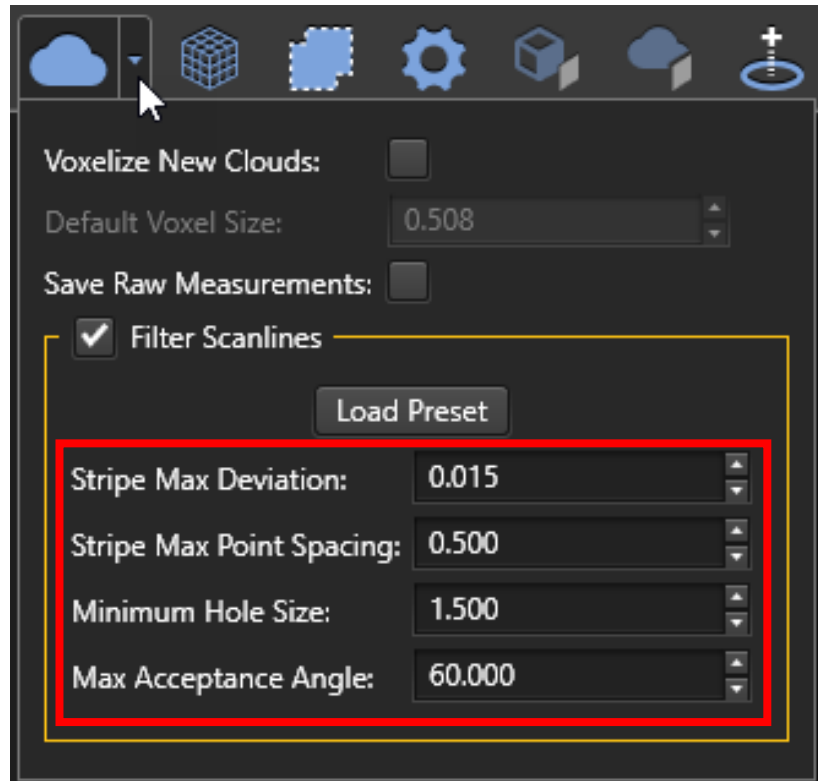 Voxelize New Clouds:
Default Voxel Size: 0.508
Save Raw Measurements:
Filter Scanlines
Load Preset
Stripe Max Deviation: 0.015
Stripe Max Point Spacing: 0.500
Minimum Hole Size: 1.500
Max Acceptance Angle: 60.000